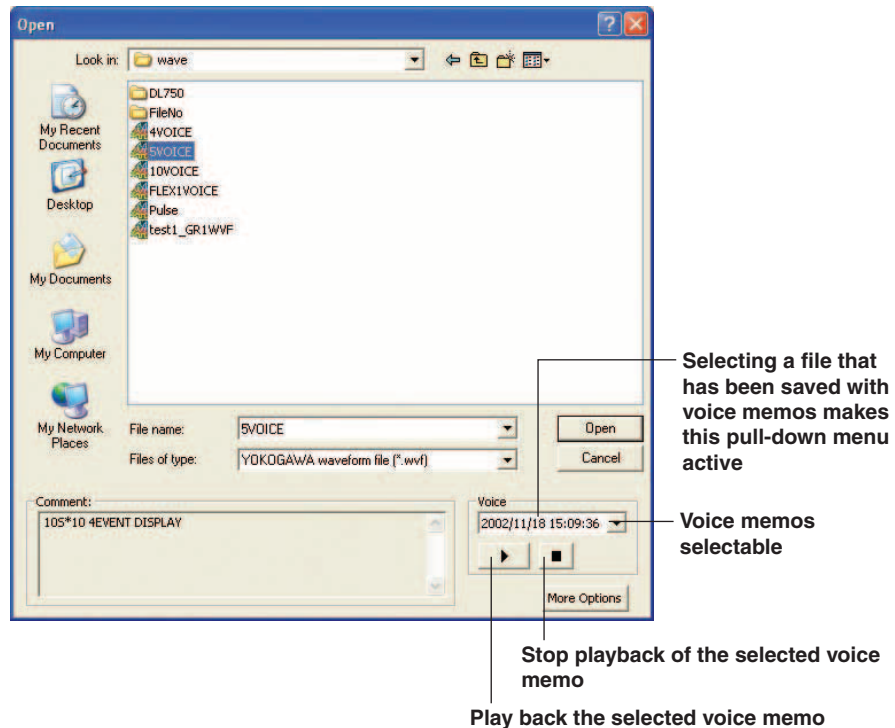 Open
Look in:
wave
DL750
FileNo
4VOICE
5VOICE
10VOICE
FLEX1VOICE
Pulse
test1_GR1WVF
My Recent
Documents
Desktop
My Documents
My Computer
My Network
Places
File name:
5VOICE
Open
Files of type:
YOKOGAWA waveform file (*.wvf)
Cancel
Comment:
105*10 4EVENT DISPLAY
Voice
2002/11/18 15:09:36
More Options
Selecting a file that
has been saved with
voice memos makes
this pull-down menu
active
Voice memos
selectable
Stop playback of the selected voice
memo
Play back the selected voice memo